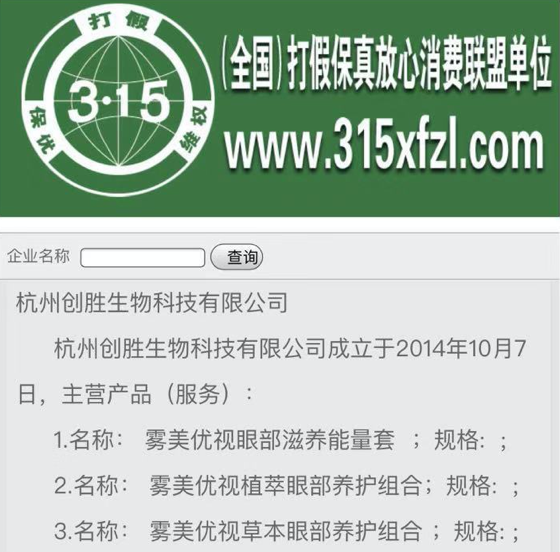 打假
3·15
保优
维权
(全国)打假保真放心消费联盟单位
www.315xfzl.com
企业名称 查询
杭州创胜生物科技有限公司
杭州创胜生物科技有限公司成立于2014年10月7
日，主营产品（服务）:
1.名称： 雾美优视眼部滋养能量套 ；规格: ；
2.名称： 雾美优视植萃眼部养护组合；规格: ；
3.名称： 雾美优视草本眼部养护组合 ；规格: ；